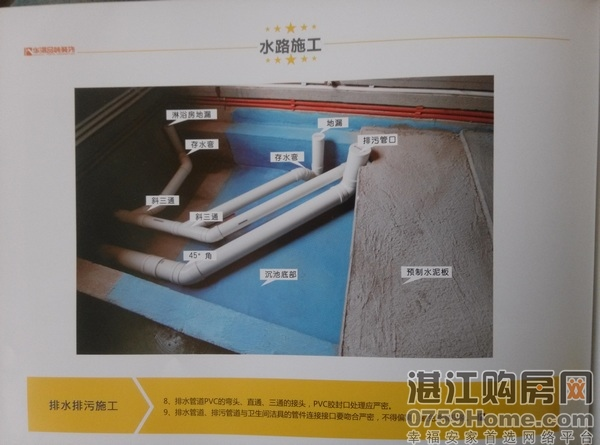 水路施工
淋浴房地漏
存水弯
地漏
排污管口
存水弯
斜三通
斜三通
45°角
沉池底部
预制水泥板
排水排污施工
8、排水管道PVC的弯头、直通、三通的接头，PVC胶封口处理应严密。
9、排水管道、排污管道与卫生间洁具的管件连接接口要吻合严密，不得偏
湛江购房网
0759Home.com
幸福安家首选网络平台